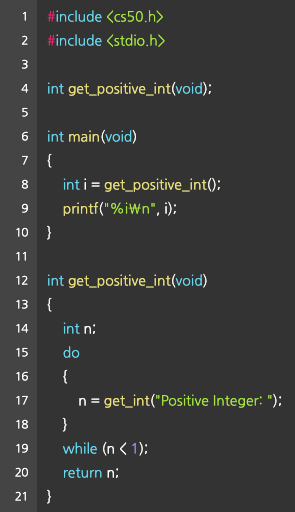 1 #include <cs50.h>
2 #include <stdio.h>
3
4 int get_positive_int(void);
5
6 int main(void)
7 {
8     int i = get_positive_int();
9     printf("%i₩n", i);
10 }
11
12 int get_positive_int(void)
13 {
14     int n;
15     do
16     {
17         n = get_int("Positive Integer: ");
18     }
19     while (n < 1);
20     return n;
21 }